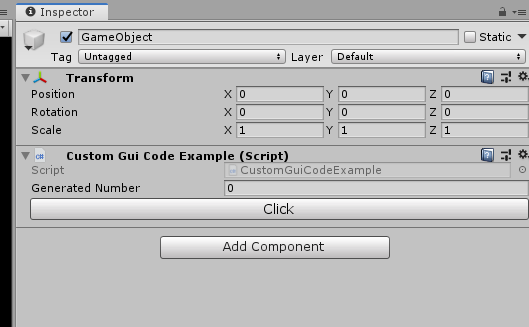 Inspector
GameObject Static
Tag Untagged Layer Default
Transform
Position X 0 Y 0 Z 0
Rotation X 0 Y 0 Z 0
Scale X 1 Y 1 Z 1
Custom Gui Code Example (Script)
Script CustomGuiCodeExample
Generated Number 0
Click
Add Component